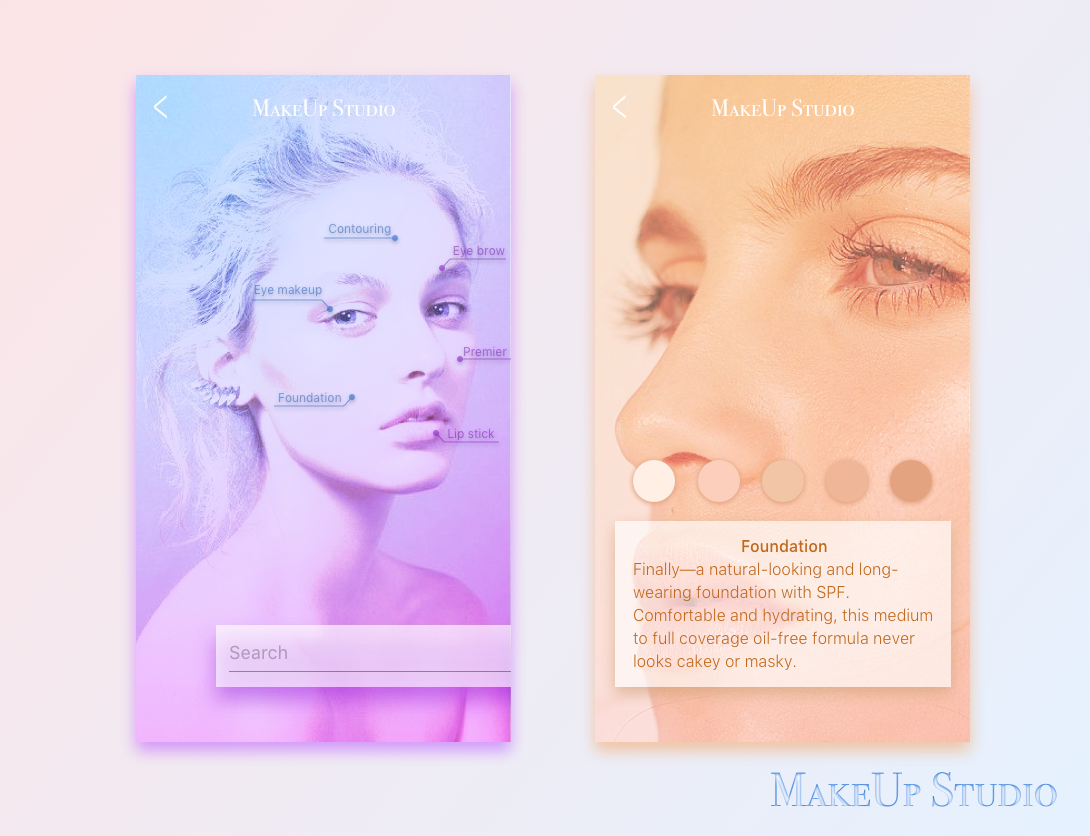 MakeUp Studio
Contouring
Eye brow
Eye makeup
Premier
Foundation
Lip stick
Search
MakeUp Studio
Foundation
Finally—a natural-looking and long-
wearing foundation with SPF.
Comfortable and hydrating, this medium
to full coverage oil-free formula never
looks cakey or masky.
MakeUp Studio